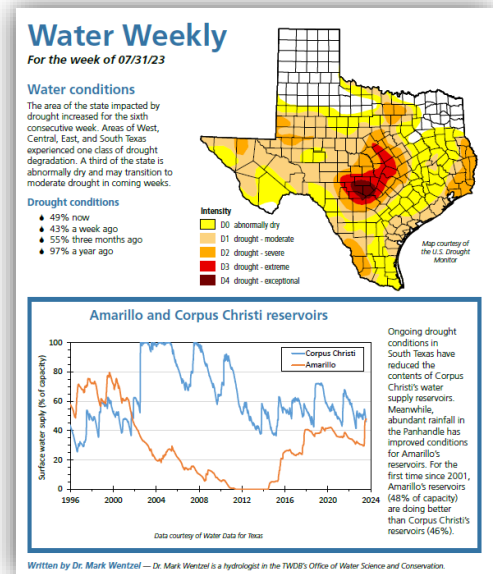 Water Weekly
For the week of 07/31/23
Water conditions
The area of the state impacted by
drought increased for the sixth
consecutive week. Areas of West,
Central, East, and South Texas
experienced one class of drought
degradation. A third of the state is
abnormally dry and may transition to
moderate drought in coming weeks.
Drought conditions
49% now
43% a week ago
55% three months ago
97% a year ago
Intensity
D0 abnormally dry
D1 drought - moderate
D2 drought - severe
D3 drought - extreme
D4 drought - exceptional
Map courtesy of
the U.S. Drought
Monitor
Amarillo and Corpus Christi reservoirs
Surface water supply (% of capacity)
100
80
60
40
20
0
1996
2000
2004
2008
2012
2016
2020
2024
Corpus Christi
Amarillo
Data courtesy of Water Data for Texas
Ongoing drought
conditions in
South Texas have
reduced the
contents of Corpus
Christi's water
supply reservoirs.
Meanwhile,
abundant rainfall in
the Panhandle has
improved conditions
for Amarillo's
reservoirs. For the
first time since 2001,
Amarillo's reservoirs
(48% of capacity)
are doing better
than Corpus Christi's
reservoirs (46%).
Written by Dr. Mark Wentzel — Dr. Mark Wentzel is a hydrologist in the TWDB's Office of Water Science and Conservation.